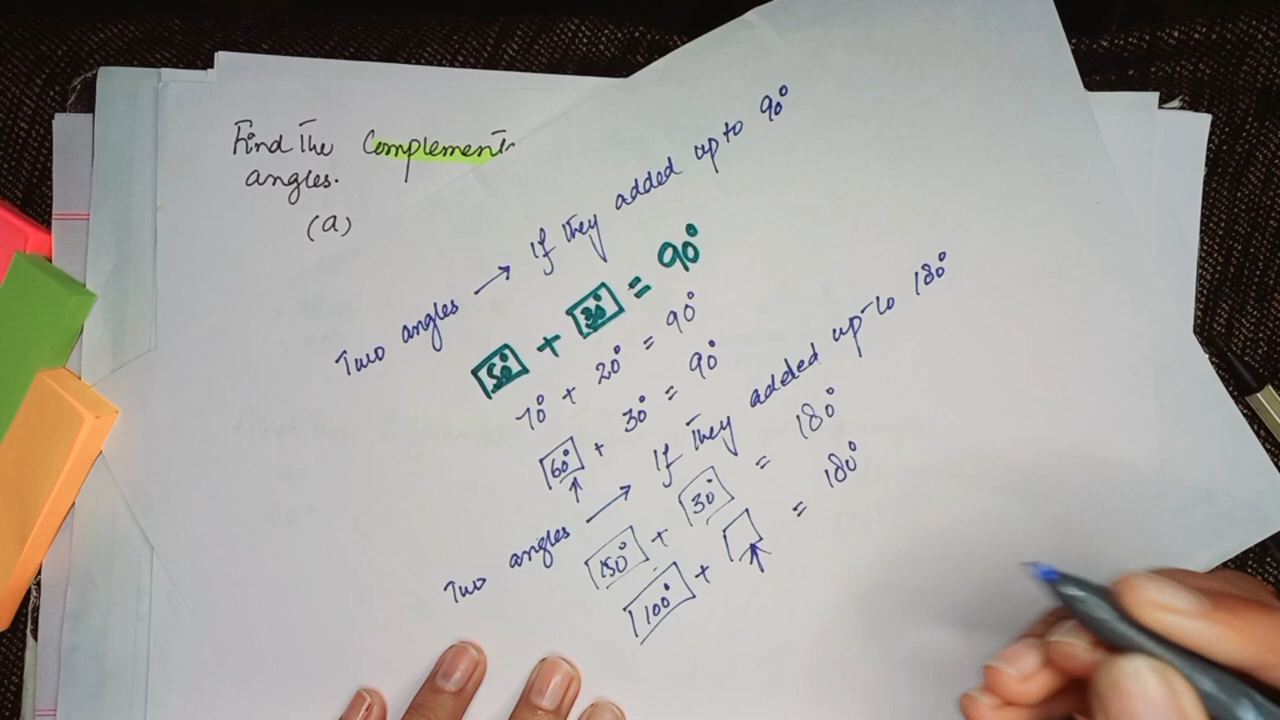 Find The Complement
angles.
(a)
Two angles → If they added up to 90°
50° + 30° = 90°
70° + 20° = 90°
60° + 30° = 90°
Two angles → If they added up to 180°
150° + 30° = 180°
100° + = 180°